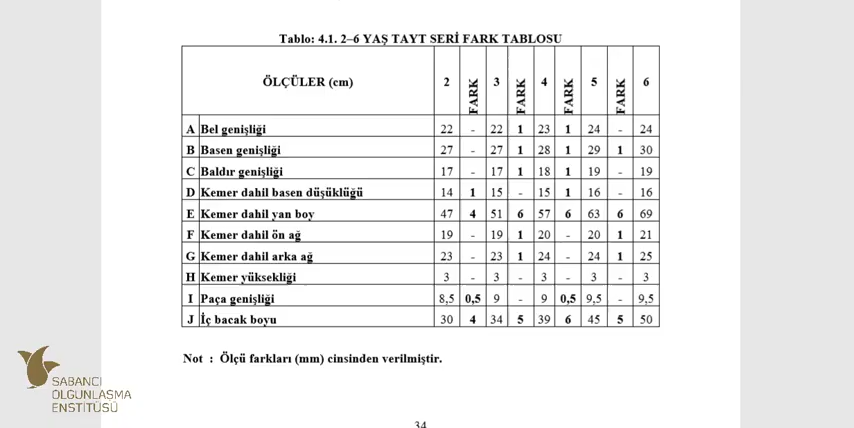 Tablo: 4.1. 2–6 YAŞ TAYT SERİ FARK TABLOSU
ÖLÇÜLER (cm) 2 FARK 3 FARK 4 FARK 5 FARK 6
A Bel genişliği 22 - 22 1 23 1 24 - 24
B Basen genişliği 27 - 27 1 28 1 29 1 30
C Baldır genişliği 17 - 17 1 18 1 19 - 19
D Kemer dahil basen düşüklüğü 14 1 15 - 15 1 16 - 16
E Kemer dahil yan boy 47 4 51 6 57 6 63 6 69
F Kemer dahil ön ağ 19 - 19 1 20 - 20 1 21
G Kemer dahil arka ağ 23 - 23 1 24 - 24 1 25
H Kemer yüksekliği 3 - 3 - 3 - 3 - 3
I Paça genişliği 8,5 0,5 9 - 9 0,5 9,5 - 9,5
J İç bacak boyu 30 4 34 5 39 6 45 5 50
Not : Ölçü farkları (mm) cinsinden verilmiştir.
SABANCI
OLGUNLAŞMA
ENSTİTÜSÜ
34